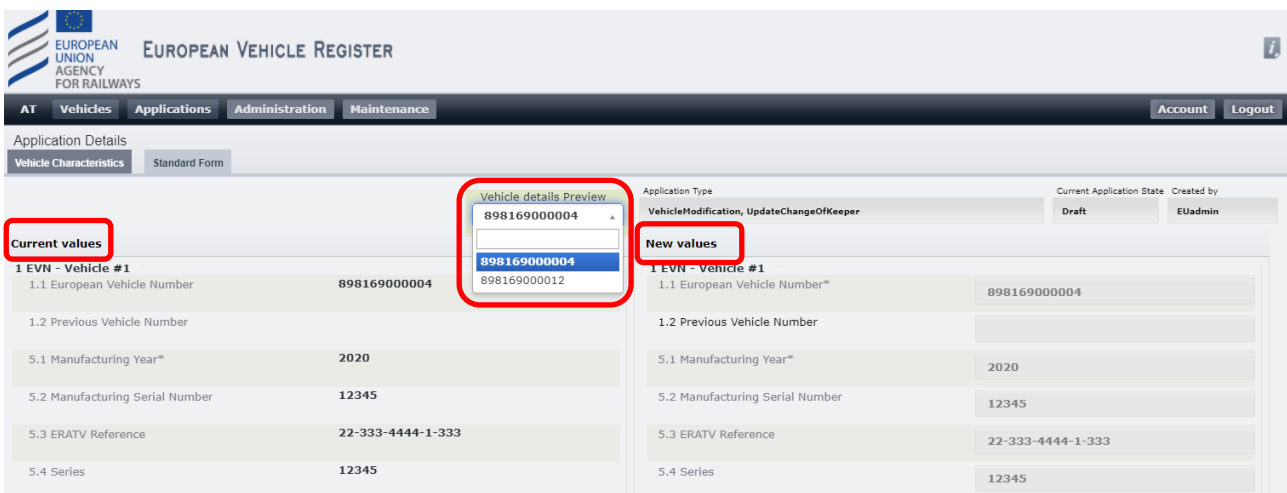 EUROPEAN
UNION
AGENCY
FOR RAILWAYS
EUROPEAN VEHICLE REGISTER
i
AT Vehicles Applications Administration Maintenance Account Logout
Application Details
Vehicle Characteristics Standard Form
Vehicle details Preview
898169000004
898169000004
898169000012
Application Type Current Application State Created by
VehicleModification, UpdateChangeOfKeeper Draft EUadmin
Current values
1 EVN - Vehicle #1
1.1 European Vehicle Number 898169000004
1.2 Previous Vehicle Number
5.1 Manufacturing Year* 2020
5.2 Manufacturing Serial Number 12345
5.3 ERATV Reference 22-333-4444-1-333
5.4 Series 12345
New values
1 EVN - Vehicle #1
1.1 European Vehicle Number* 898169000004
1.2 Previous Vehicle Number
5.1 Manufacturing Year* 2020
5.2 Manufacturing Serial Number 12345
5.3 ERATV Reference 22-333-4444-1-333
5.4 Series 12345